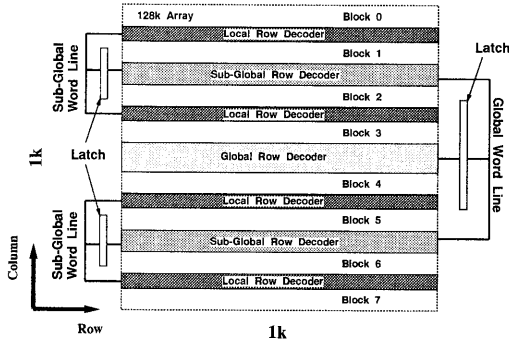 128k Array
Block 0
Local Row Decoder
Block 1
Latch
Sub-Global Row Decoder
Sub-Global
Word Line
Block 2
Local Row Decoder
Block 3
Latch
Global Row Decoder
Global Word Line
1k
Block 4
Local Row Decoder
Block 5
Sub-Global Row Decoder
Sub-Global
Word Line
Block 6
Local Row Decoder
Block 7
Column
Row
1k